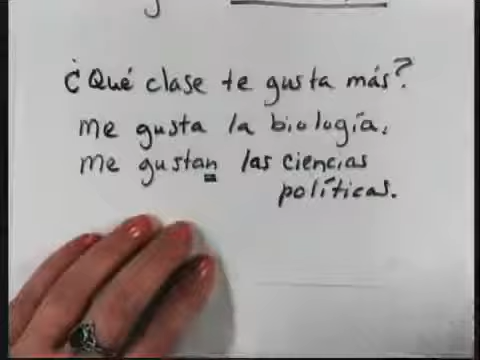 ¿Qué clase te gusta más?
me gusta la biología.
me gustan las ciencias
políticas.